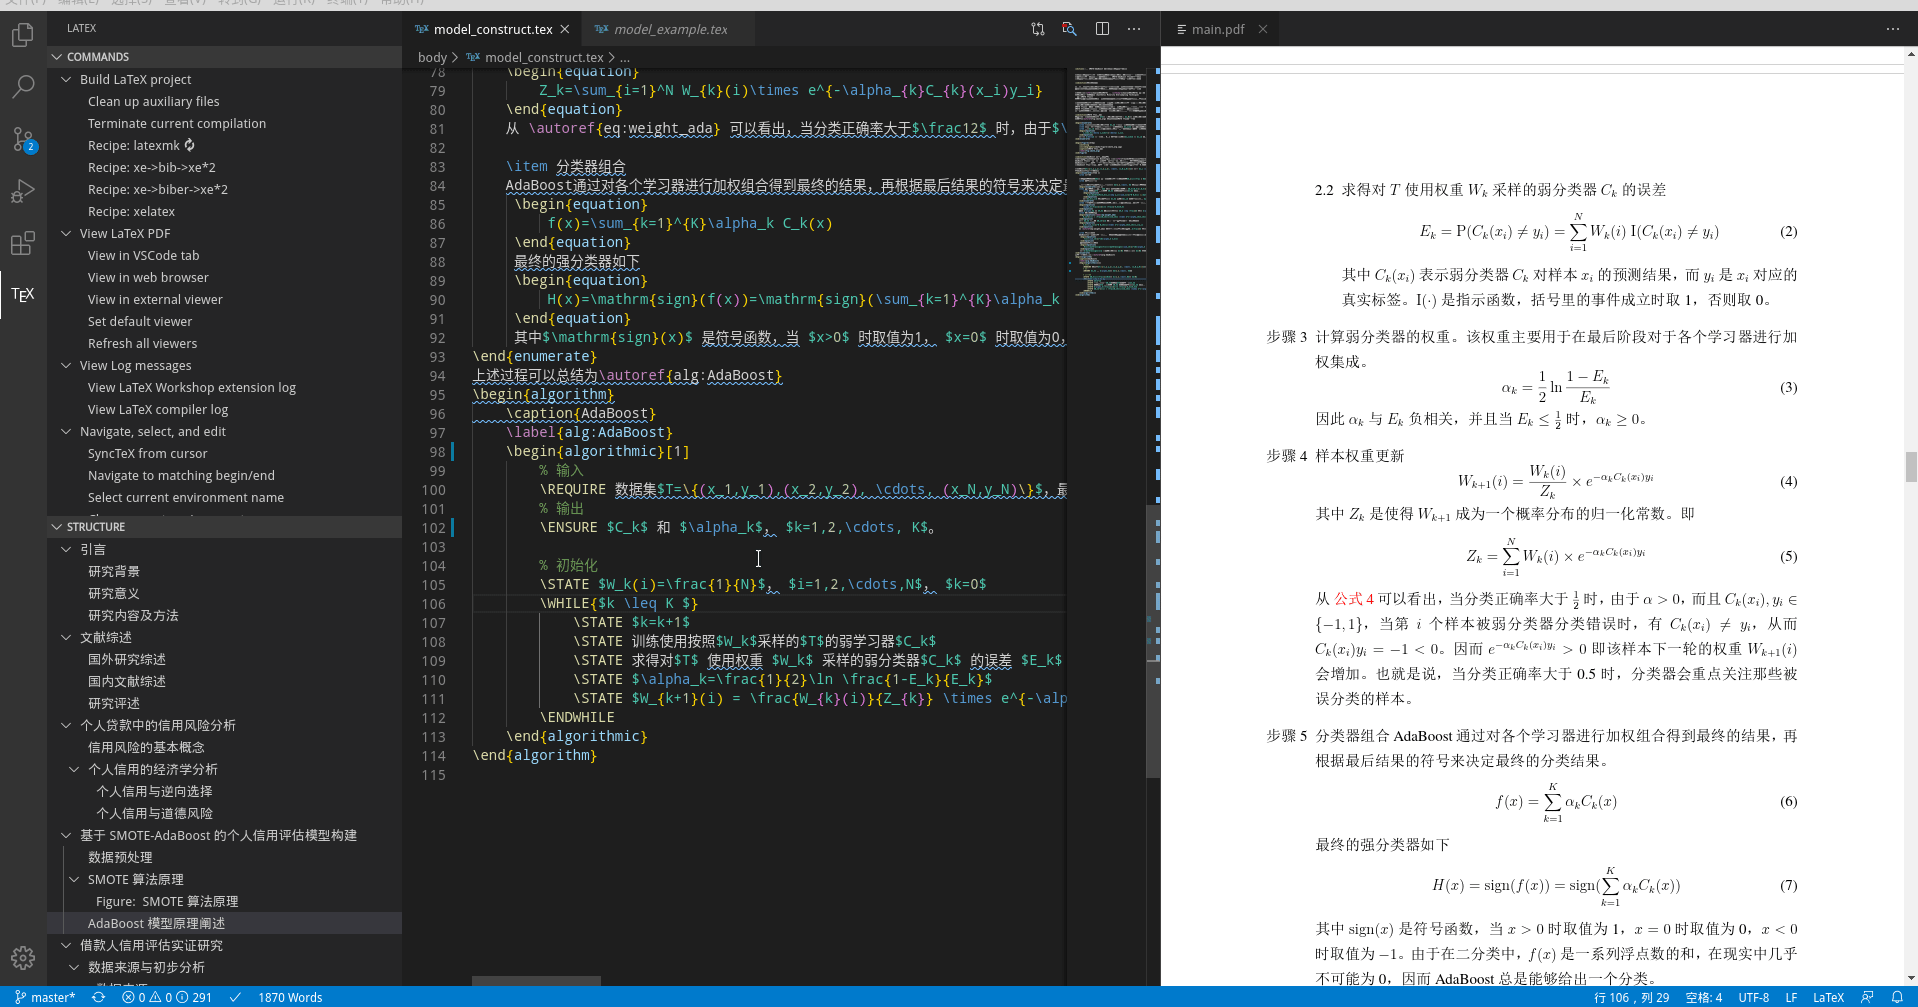 LATEX
COMMANDS
Build LaTeX project
Clean up auxiliary files
Terminate current compilation
Recipe: latexmk
Recipe: xe->bib->xe*2
Recipe: xe->biber->xe*2
Recipe: xelatex
View LaTeX PDF
View in VSCode tab
View in web browser
View in external viewer
Set default viewer
Refresh all viewers
View Log messages
View LaTeX Workshop extension log
View LaTeX compiler log
Navigate, select, and edit
SyncTeX from cursor
Navigate to matching begin/end
Select current environment name
STRUCTURE
引言
研究背景
研究意义
研究内容及方法
文献综述
国外研究综述
国内文献综述
研究评述
个人贷款中的信用风险分析
信用风险的基本概念
个人信用的经济学分析
个人信用与逆向选择
个人信用与道德风险
基于 SMOTE-AdaBoost 的个人信用评估模型构建
数据预处理
SMOTE 算法原理
Figure: SMOTE 算法原理
AdaBoost 模型原理阐述
借款人信用评估实证研究
数据来源与初步分析
2
TEX
TEX model_construct.tex
TEX model_example.tex
body > TEX model_construct.tex > ...
78 \begin{equation}
79 Z_k=\sum_{i=1}^N W_{k}(i)\times e^{-\alpha_{k}C_{k}(x_i)y_i}
80 \end{equation}
81 从 \autoref{eq:weight_ada} 可以看出，当分类正确率大于$\frac12$ 时，由于$\
82
83 \item 分类器组合
84 AdaBoost通过对各个学习器进行加权组合得到最终的结果，再根据最后结果的符号来决定
85 \begin{equation}
86 f(x)=\sum_{k=1}^{K}\alpha_k C_k(x)
87 \end{equation}
88 最终的强分类器如下
89 \begin{equation}
90 H(x)=\mathrm{sign}(f(x))=\mathrm{sign}(\sum_{k=1}^{K}\alpha_k
91 \end{equation}
92 其中$\mathrm{sign}(x)$ 是符号函数，当 $x>0$ 时取值为1， $x=0$ 时取值为0，
93 \end{enumerate}
94 上述过程可以总结为\autoref{alg:AdaBoost}
95 \begin{algorithm}
96 \caption{AdaBoost}
97 \label{alg:AdaBoost}
98 \begin{algorithmic}[1]
99 % 输入
100 \REQUIRE 数据集$T=\{(x_1,y_1),(x_2,y_2), \cdots, (x_N,y_N)\}$，最
101 % 输出
102 \ENSURE $C_k$ 和 $\alpha_k$， $k=1,2,\cdots, K$。
103
104 % 初始化
105 \STATE $W_k(i)=\frac{1}{N}$， $i=1,2,\cdots,N$， $k=0$
106 \WHILE{$k \leq K $}
107 \STATE $k=k+1$
108 \STATE 训练使用按照$W_k$采样的$T$的弱学习器$C_k$
109 \STATE 求得对$T$ 使用权重 $W_k$ 采样的弱分类器$C_k$ 的误差 $E_k$
110 \STATE $\alpha_k=\frac{1}{2}\ln \frac{1-E_k}{E_k}$
111 \STATE $W_{k+1}(i) = \frac{W_{k}(i)}{Z_{k}} \times e^{-\alp
112 \ENDWHILE
113 \end{algorithmic}
114 \end{algorithm}
115
main.pdf
2.2 求得对 T 使用权重 W_k 采样的弱分类器 C_k 的误差
E_k = P(C_k(x_i) ≠ y_i) = ∑_{i=1}^{N} W_k(i) I(C_k(x_i) ≠ y_i) (2)
其中 C_k(x_i) 表示弱分类器 C_k 对样本 x_i 的预测结果，而 y_i 是 x_i 对应的
真实标签。I(·) 是指示函数，括号里的事件成立时取 1，否则取 0。
步骤 3 计算弱分类器的权重。该权重主要用于在最后阶段对于各个学习器进行加
权集成。
α_k = 1/2 ln (1 − E_k)/E_k (3)
因此 α_k 与 E_k 负相关，并且当 E_k ≤ 1/2 时，α_k ≥ 0。
步骤 4 样本权重更新
W_{k+1}(i) = W_k(i)/Z_k × e^{−α_k C_k(x_i)y_i} (4)
其中 Z_k 是使得 W_{k+1} 成为一个概率分布的归一化常数。即
Z_k = ∑_{i=1}^{N} W_k(i) × e^{−α_k C_k(x_i)y_i} (5)
从 公式 4 可以看出，当分类正确率大于 1/2 时，由于 α > 0，而且 C_k(x_i), y_i ∈
{−1, 1}，当第 i 个样本被弱分类器分类错误时，有 C_k(x_i) ≠ y_i，从而
C_k(x_i)y_i = −1 < 0。因而 e^{−α_k C_k(x_i)y_i} > 0 即该样本下一轮的权重 W_{k+1}(i)
会增加。也就是说，当分类正确率大于 0.5 时，分类器会重点关注那些被
误分类的样本。
步骤 5 分类器组合 AdaBoost 通过对各个学习器进行加权组合得到最终的结果，再
根据最后结果的符号来决定最终的分类结果。
f(x) = ∑_{k=1}^{K} α_k C_k(x) (6)
最终的强分类器如下
H(x) = sign(f(x)) = sign(∑_{k=1}^{K} α_k C_k(x)) (7)
其中 sign(x) 是符号函数，当 x > 0 时取值为 1，x = 0 时取值为 0，x < 0
时取值为 −1。由于在二分类中，f(x) 是一系列浮点数的和，在现实中几乎
不可能为 0，因而 AdaBoost 总是能够给出一个分类。
master* 0 0 291 1870 Words
行 106，列 29 空格: 4 UTF-8 LF LaTeX